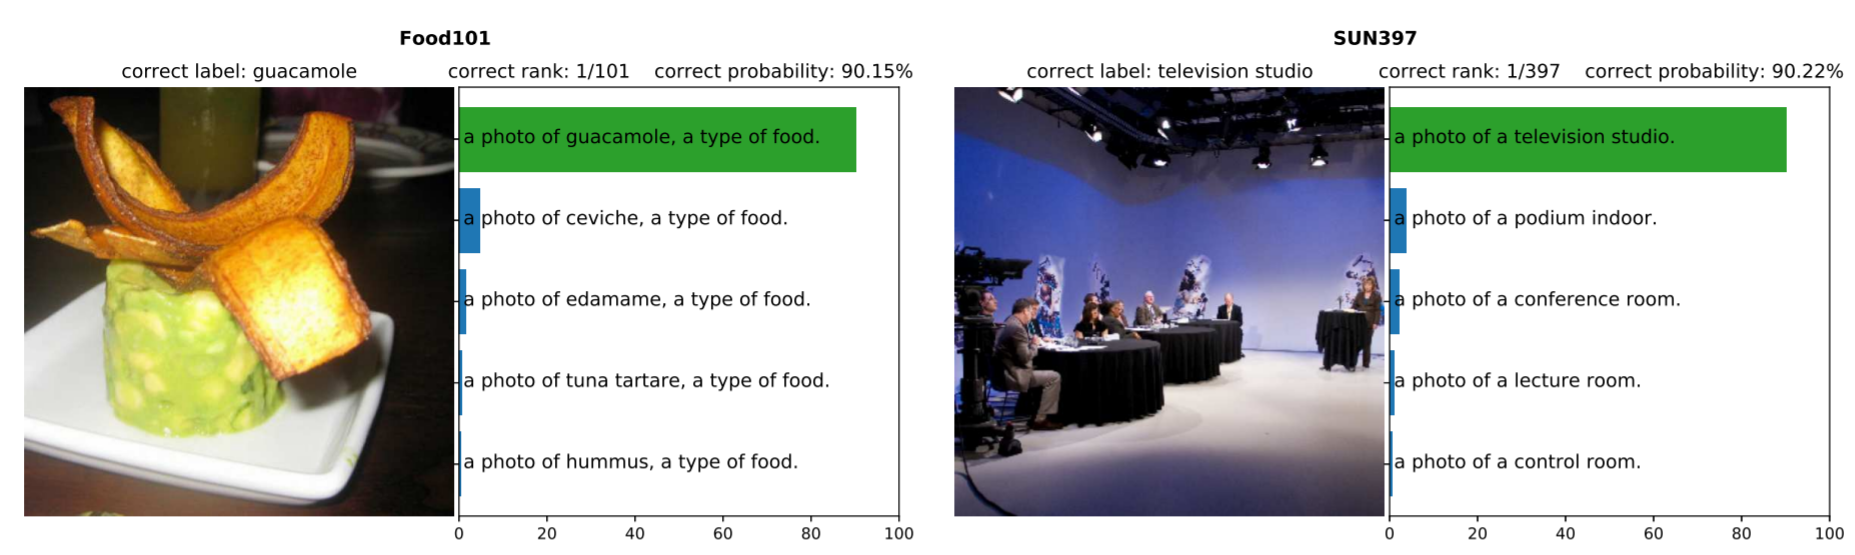 Food101
correct label: guacamole correct rank: 1/101 correct probability: 90.15%
a photo of guacamole, a type of food.
a photo of ceviche, a type of food.
a photo of edamame, a type of food.
a photo of tuna tartare, a type of food.
a photo of hummus, a type of food.
0 20 40 60 80 100
SUN397
correct label: television studio correct rank: 1/397 correct probability: 90.22%
a photo of a television studio.
a photo of a podium indoor.
a photo of a conference room.
a photo of a lecture room.
a photo of a control room.
0 20 40 60 80 100